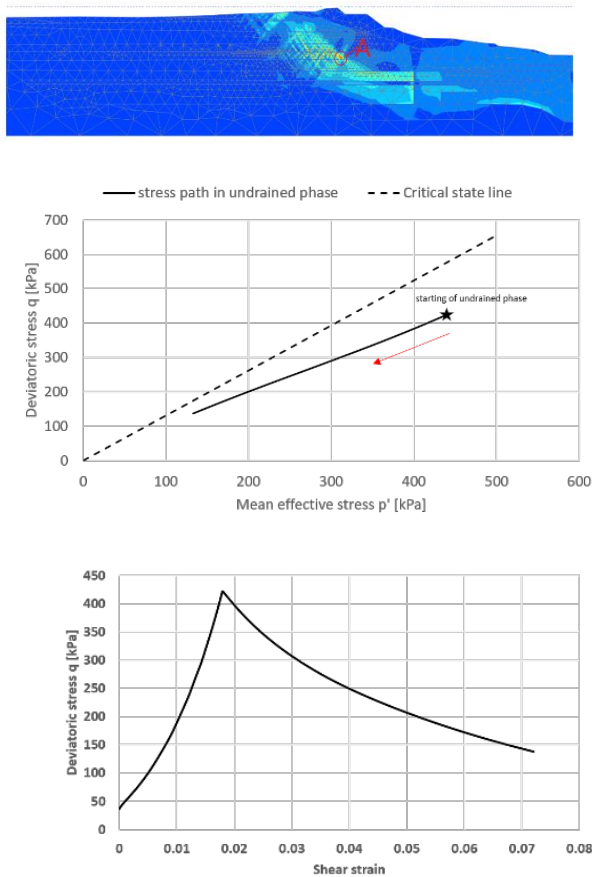 A
stress path in undrained phase Critical state line
700
600
500
400
300
200
100
0
Deviatoric stress q [kPa]
starting of undrained phase
0 100 200 300 400 500 600
Mean effective stress p' [kPa]
450
400
350
300
250
200
150
100
50
0
Deviatoric stress q [kPa]
0 0.01 0.02 0.03 0.04 0.05 0.06 0.07 0.08
Shear strain